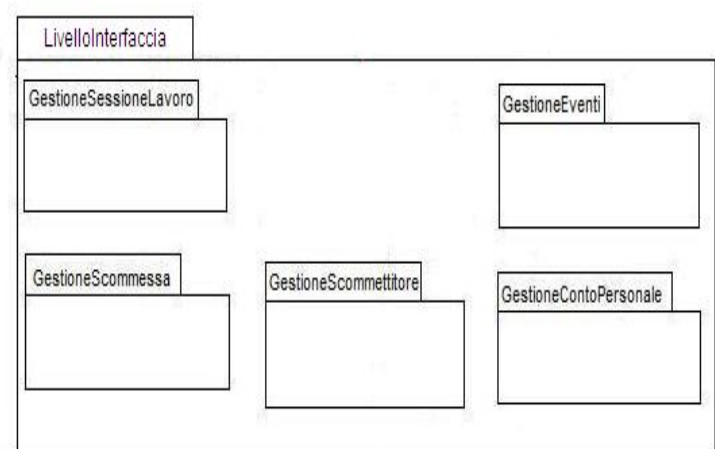 LivelloInterfaccia
GestioneSessioneLavoro
GestioneEventi
GestioneScommessa
GestioneScommettitore
GestioneContoPersonale